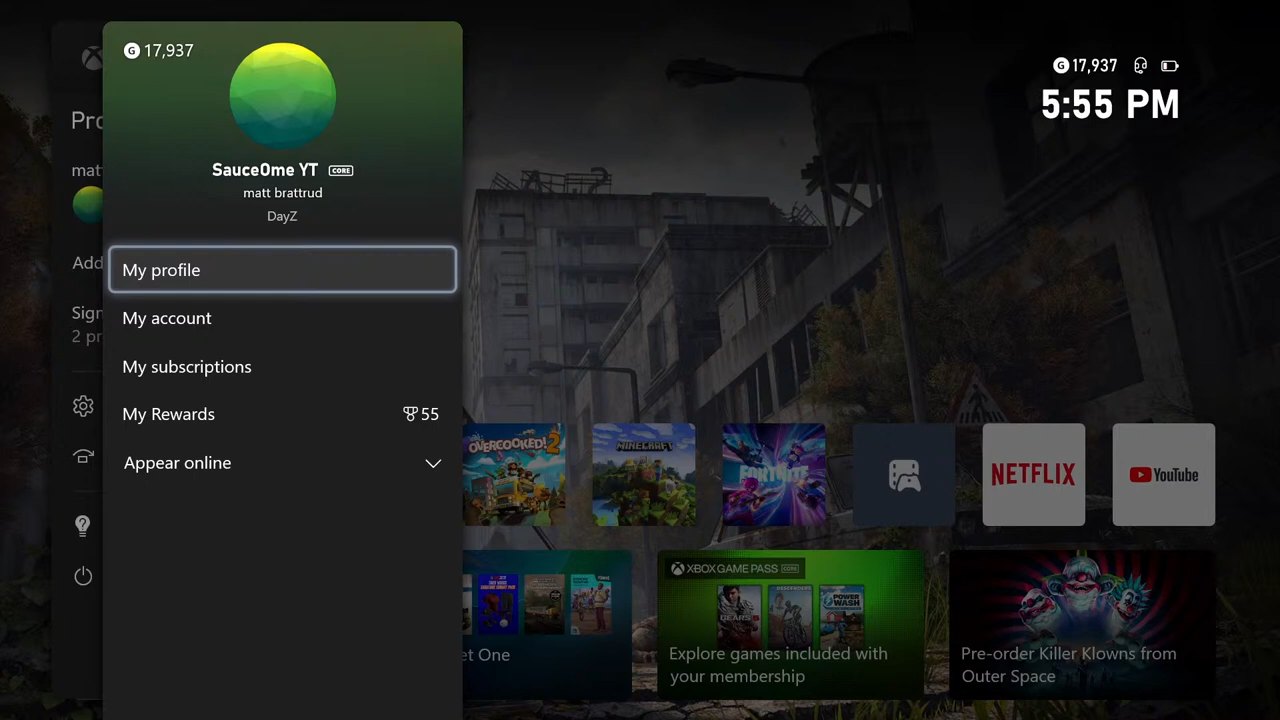 G 17,937
SauceOme YT CORE
matt brattrud
DayZ
My profile
My account
My subscriptions
My Rewards 55
Appear online
Pro
mat
Add
Sign
2 pr
G 17,937
5:55 PM
OVERCOOKED! 2
MINECRAFT
FORTNITE
NETFLIX
YouTube
et One
XBOX GAME PASS CORE
GEARS 5
POWER WASH
Explore games included with
your membership
Pre-order Killer Klowns from
Outer Space